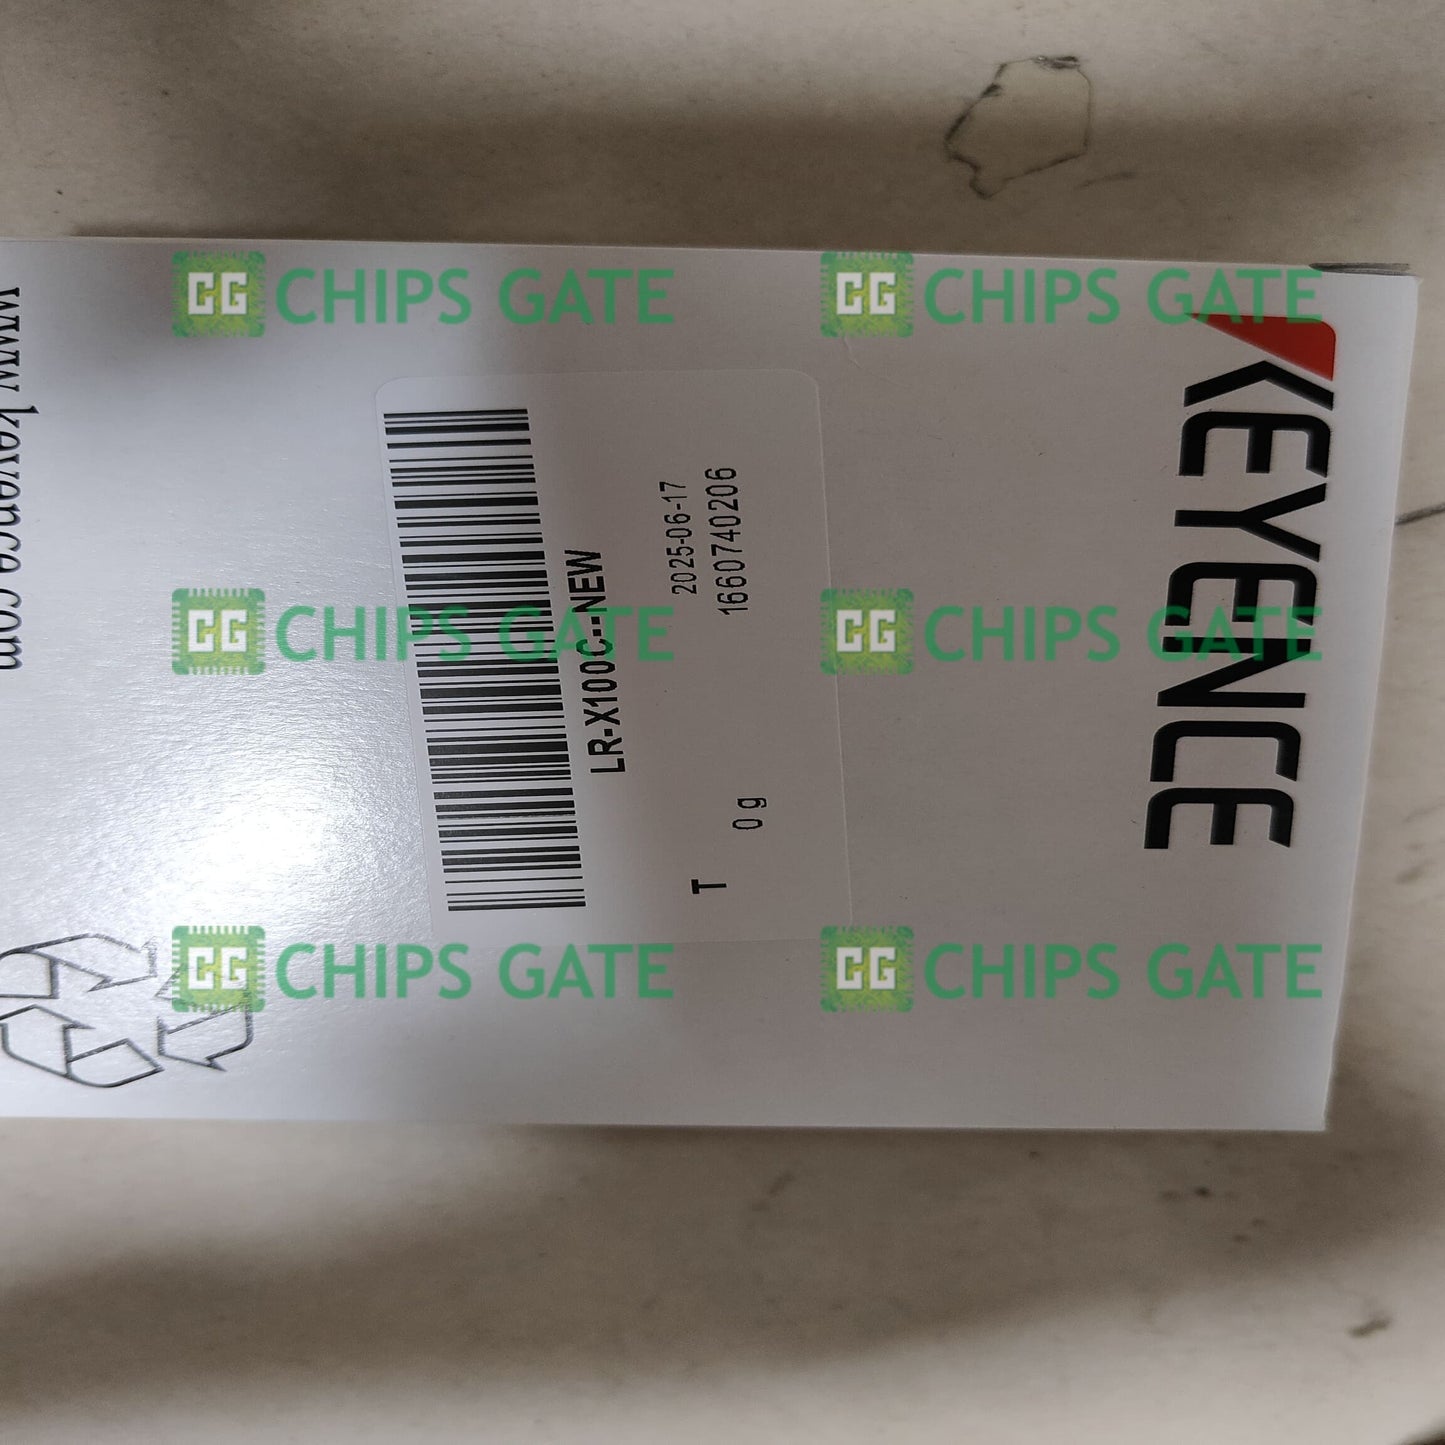 www.keyence.com
KEYENCE
LR-X100C--NEW
2025-06-17
1660740206
T
0 g
CG CHIPS GATE
CG CHIPS GATE
CG CHIPS GATE
CG CHIPS GATE
CG CHIPS GATE
CG CHIPS GATE